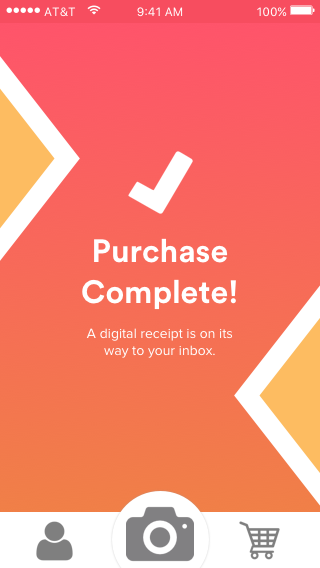 AT&T 9:41 AM 100%
Purchase
Complete!
A digital receipt is on its
way to your inbox.